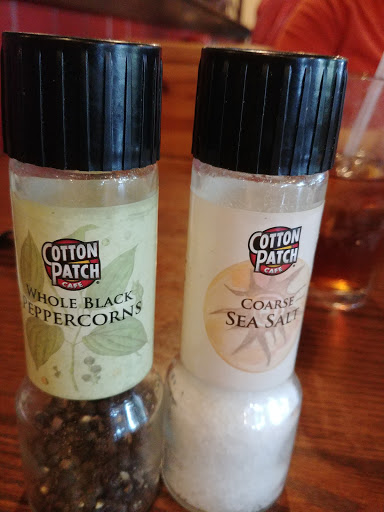 COTTON
PATCH
CAFE
WHOLE BLACK
PEPPERCORNS
COTTON
PATCH
CAFE
COARSE
SEA SALT